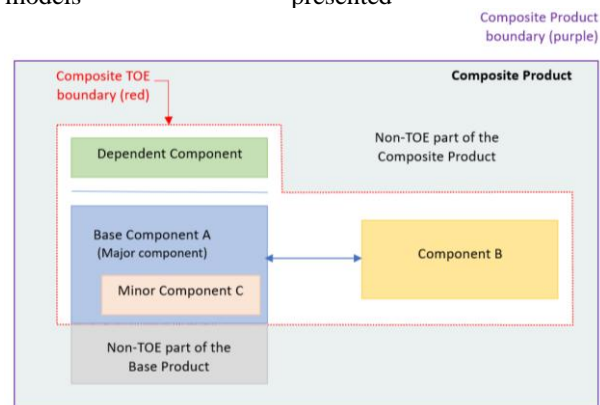 models presented
Composite Product
boundary (purple)
Composite TOE
boundary (red)
Composite Product
Non-TOE part of the
Composite Product
Dependent Component
Base Component A
(Major component)
Component B
Minor Component C
Non-TOE part of the
Base Product